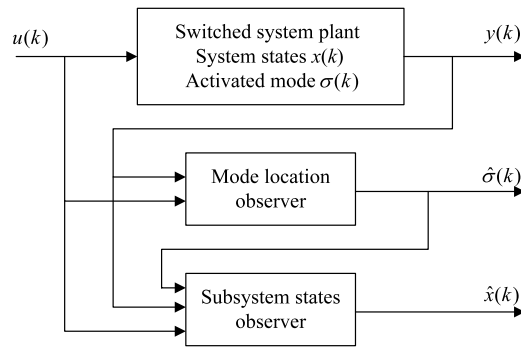 u(k)
Switched system plant
System states x(k)
Activated mode σ(k)
y(k)
Mode location
observer
σ̂(k)
Subsystem states
observer
x̂(k)